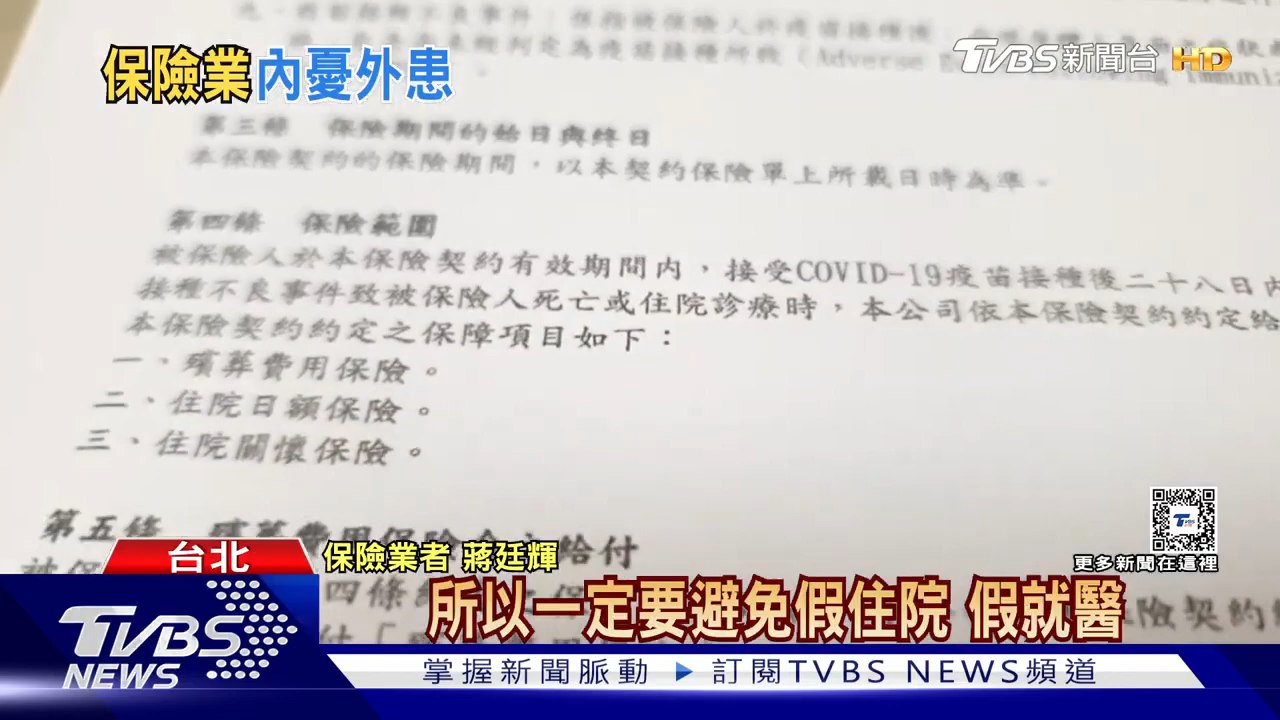 保險業內憂外患
TVBS新聞台 HD
第三條 保險期間的始日與終日
本保險契約的保險期間，以本契約保險單上所載日時為準。
第四條 保險範圍
被保險人於本保險契約有效期間內，接受COVID-19疫苗接種後二十八日內
接種不良事件致被保險人死亡或住院診療時，本公司依本保險契約約定給
本保險契約約定之保障項目如下：
一、殯葬費用保險。
二、住院日額保險。
三、住院關懷保險。
第五條 殯葬費用保險 給付
更多新聞在這裡
台北
保險業者 蔣廷輝
所以一定要避免假住院 假就醫
TVBS NEWS
掌握新聞脈動 ▶ 訂閱TVBS NEWS頻道